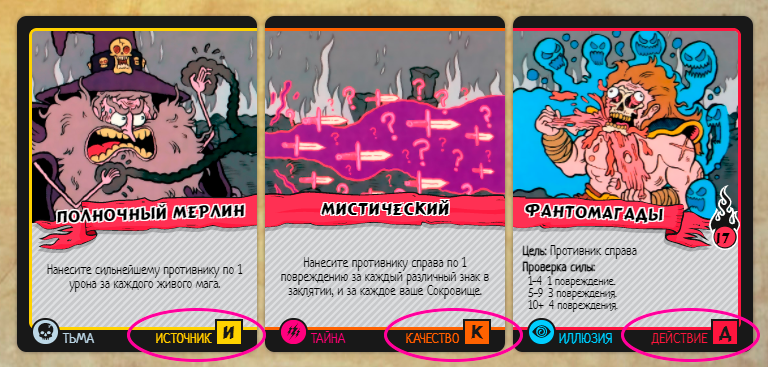 ПОЛНОЧНЫЙ МЕРЛИН
Нанесите сильнейшему противнику по 1
урона за каждого живого мага.
ТЬМА
ИСТОЧНИК И
МИСТИЧЕСКИЙ
Нанесите противнику справа по 1
повреждению за каждый различный знак в
заклятии, и за каждое ваше Сокровище.
ТАЙНА
КАЧЕСТВО К
ФАНТОМАГАДЫ
17
Цель: Противник справа
Проверка силы:
1-4 1 повреждение.
5-9 3 повреждения.
10+ 4 повреждения.
ИЛЛЮЗИЯ
ДЕЙСТВИЕ Д